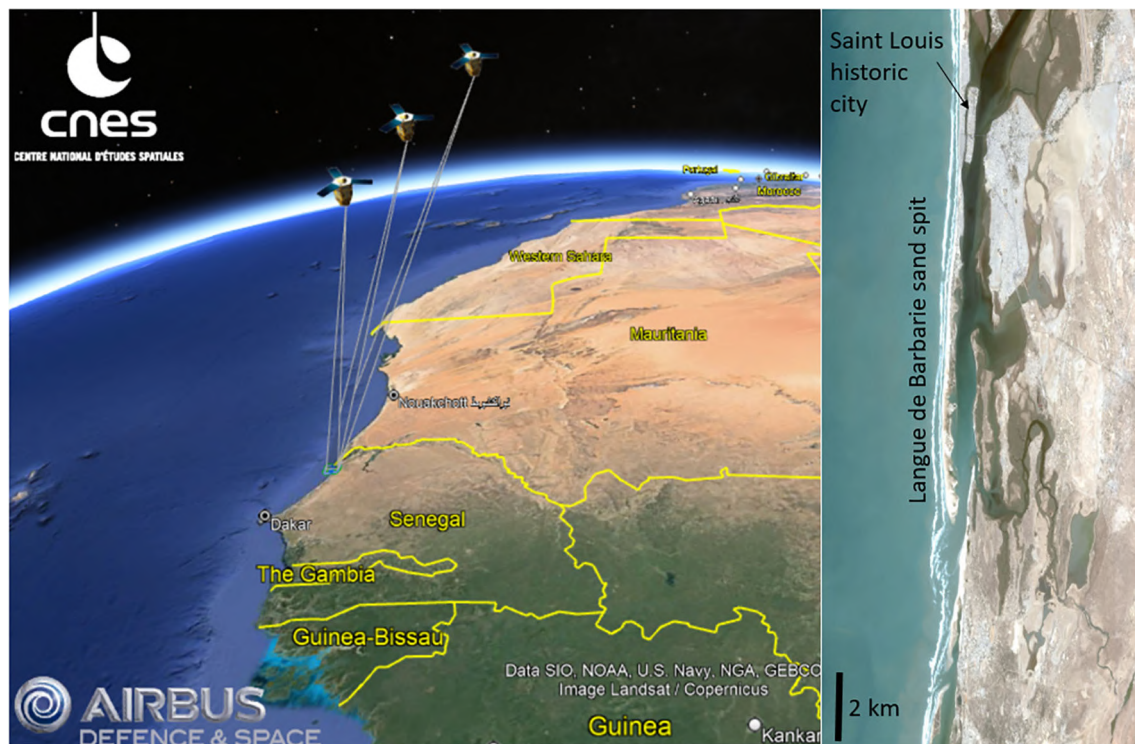 cnes
CENTRE NATIONAL D'ÉTUDES SPATIALES
Portugal
Gibraltar
Morocco
Western Sahara
Mauritania
Nouakchott نواكشوط
Dakar
Senegal
The Gambia
Guinea-Bissau
Data SIO, NOAA, U.S. Navy, NGA, GEBCO
Image Landsat / Copernicus
Guinea
Kankan
AIRBUS
DEFENCE & SPACE
Saint Louis
historic
city
Langue de Barbarie sand spit
2 km